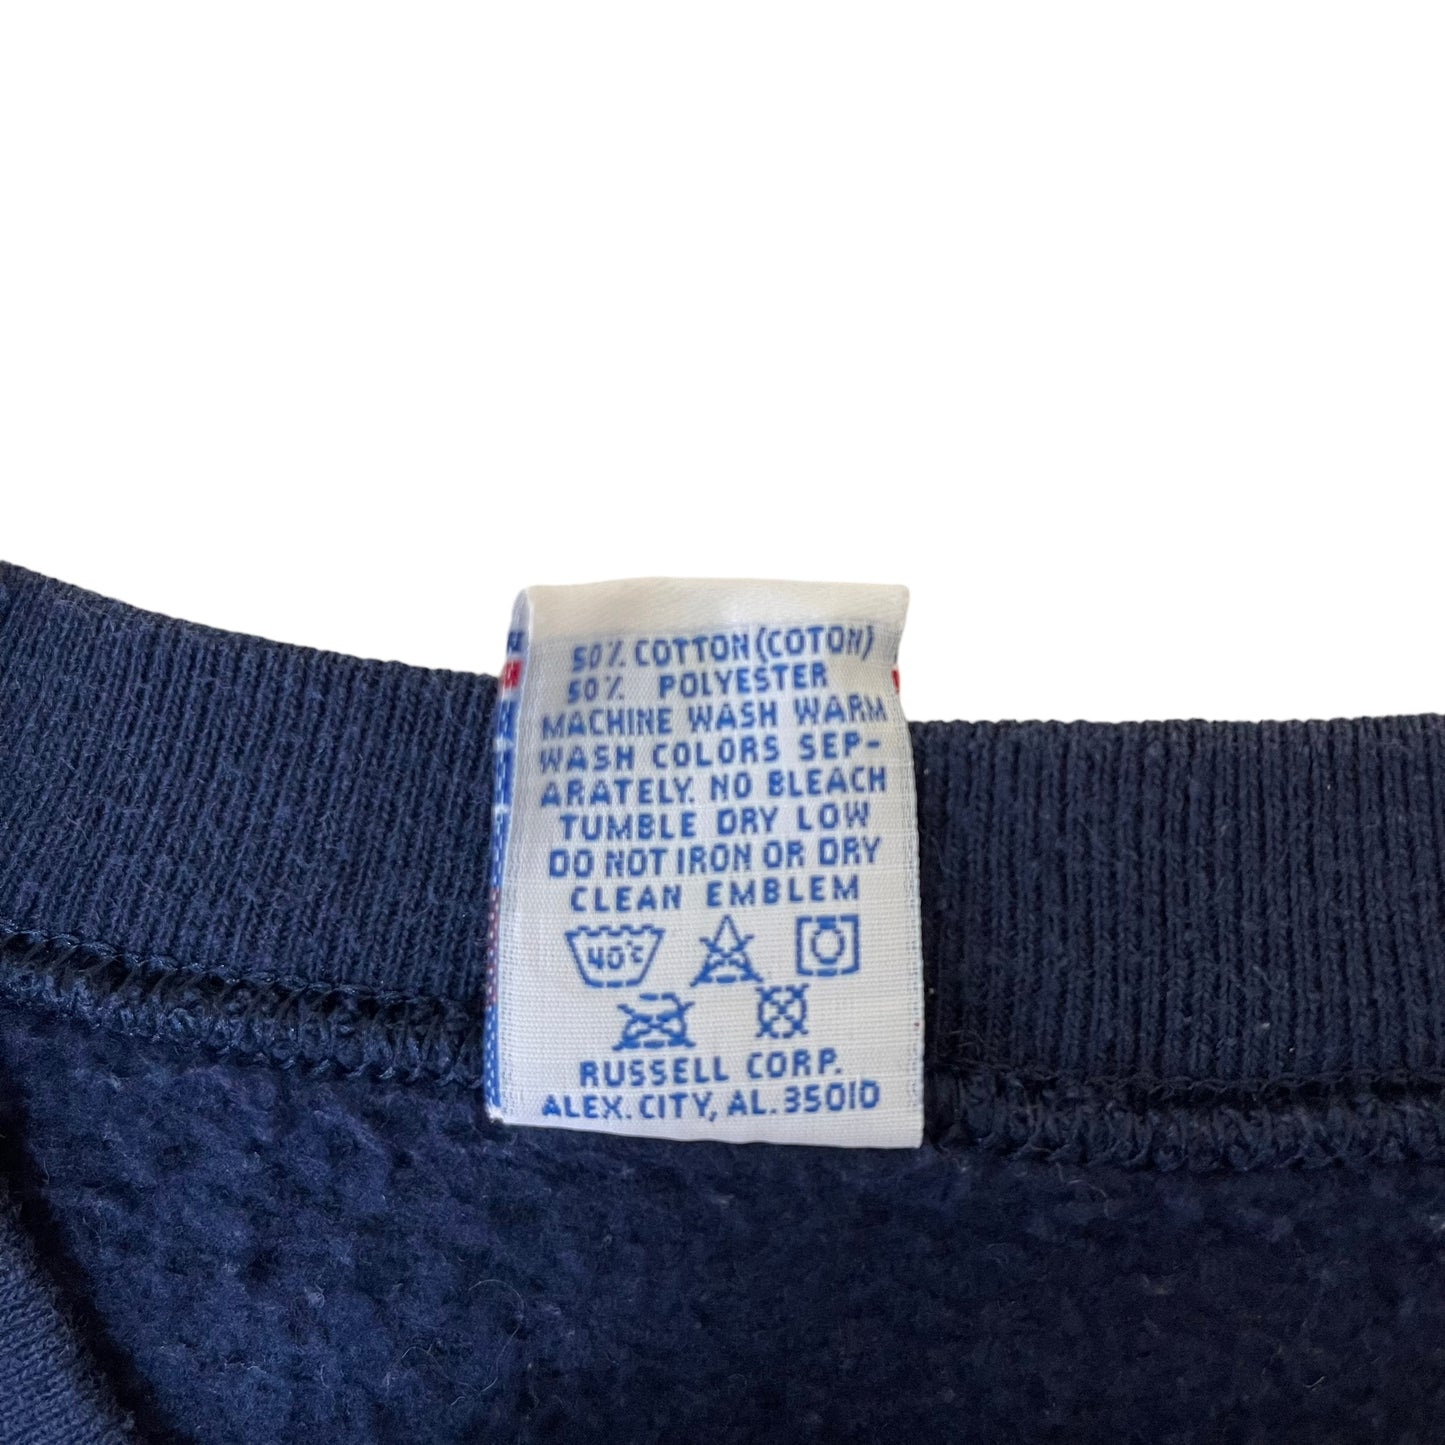 50% COTTON (COTON)
50% POLYESTER
MACHINE WASH WARM
WASH COLORS SEP-
ARATELY. NO BLEACH
TUMBLE DRY LOW
DO NOT IRON OR DRY
CLEAN EMBLEM
40°C
RUSSELL CORP.
ALEX. CITY, AL. 35010